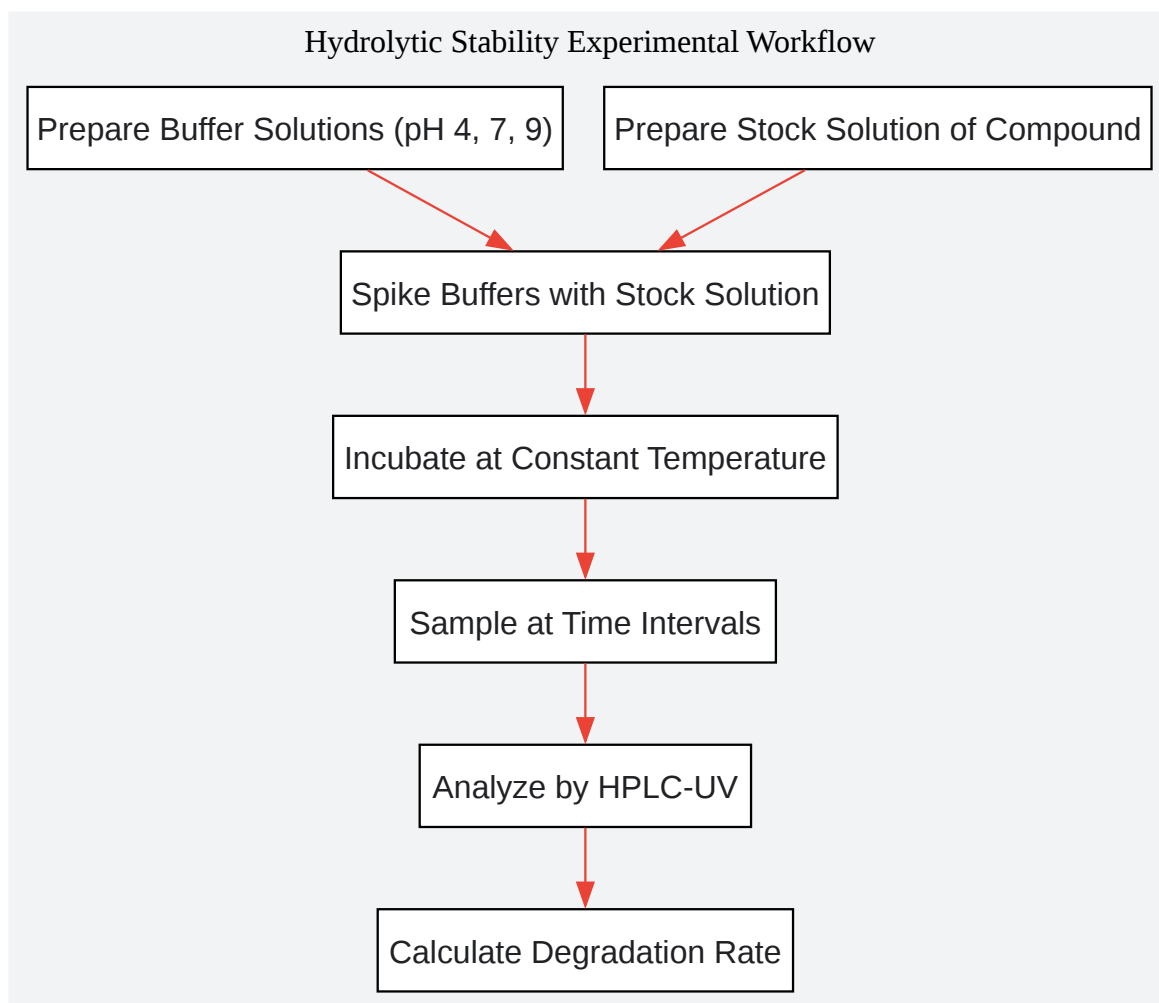 Hydrolytic Stability Experimental Workflow
Prepare Buffer Solutions (pH 4, 7, 9)
Prepare Stock Solution of Compound
Spike Buffers with Stock Solution
Incubate at Constant Temperature
Sample at Time Intervals
Analyze by HPLC-UV
Calculate Degradation Rate